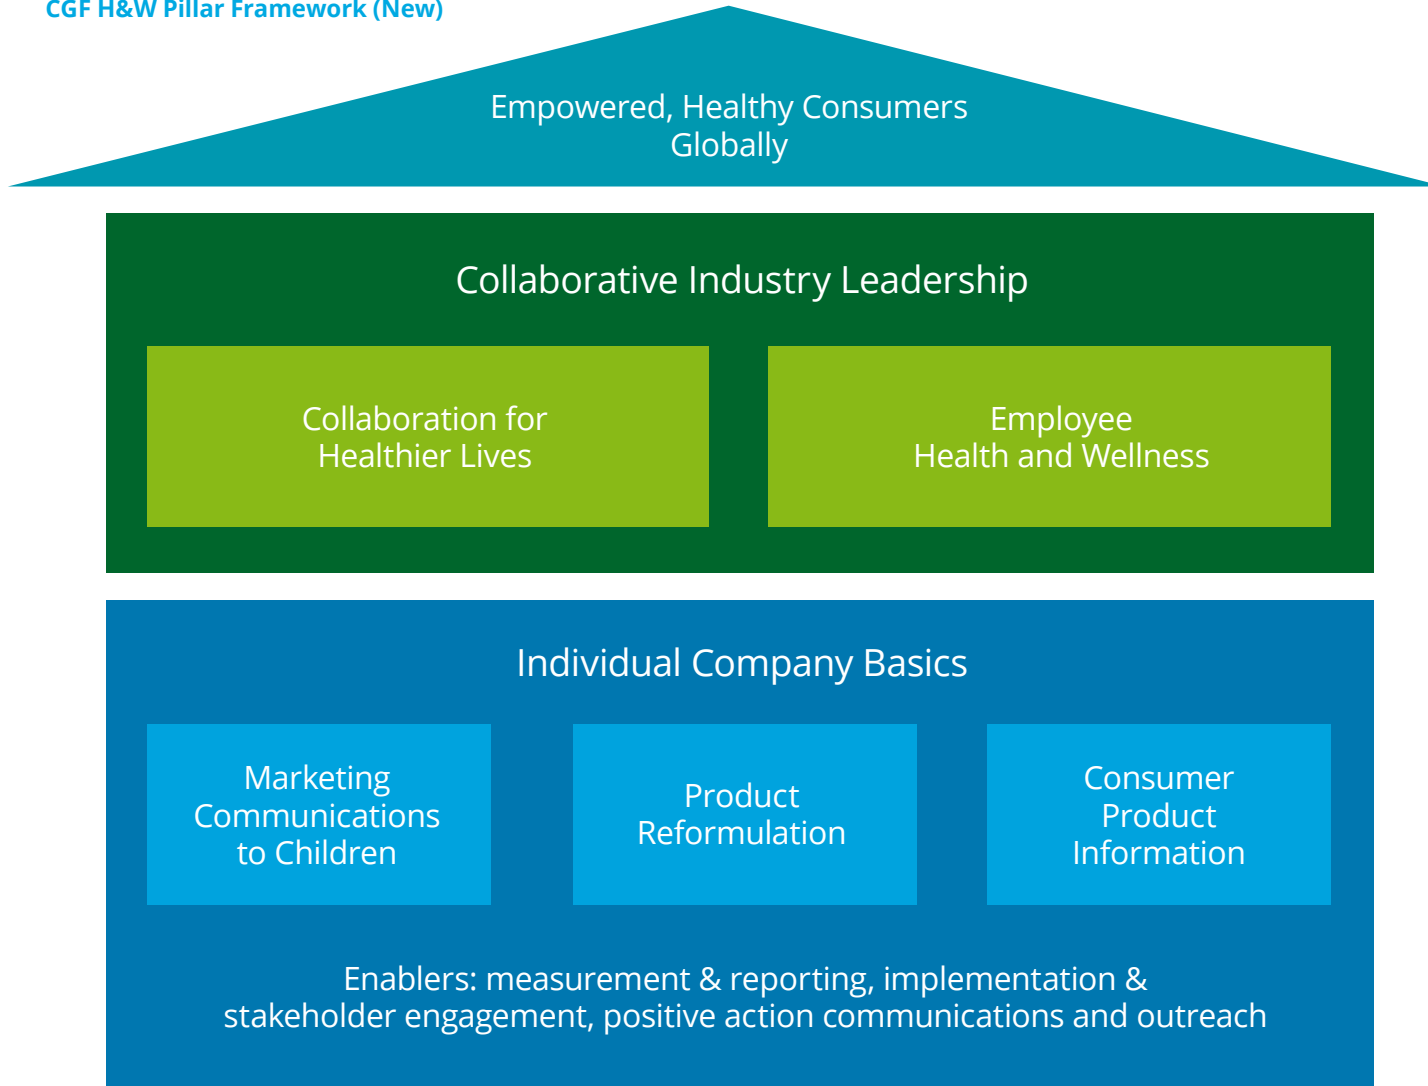 CGF H&W Pillar Framework (New)
Empowered, Healthy Consumers
Globally
Collaborative Industry Leadership
Collaboration for
Healthier Lives
Employee
Health and Wellness
Individual Company Basics
Marketing
Communications
to Children
Product
Reformulation
Consumer
Product
Information
Enablers: measurement & reporting, implementation &
stakeholder engagement, positive action communications and outreach